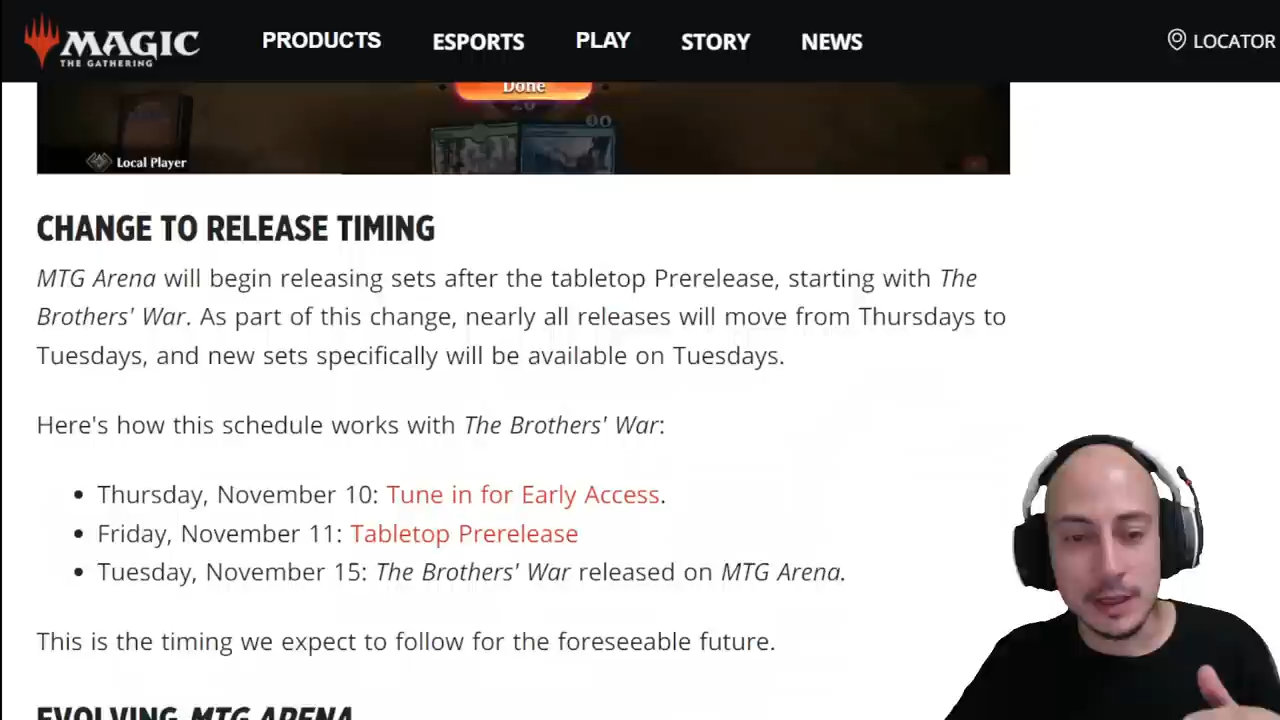 MAGIC
THE GATHERING
PRODUCTS
ESPORTS
PLAY
STORY
NEWS
LOCATOR
Done
20
Local Player
CHANGE TO RELEASE TIMING
MTG Arena will begin releasing sets after the tabletop Prerelease, starting with The
Brothers' War. As part of this change, nearly all releases will move from Thursdays to
Tuesdays, and new sets specifically will be available on Tuesdays.
Here's how this schedule works with The Brothers' War:
• Thursday, November 10: Tune in for Early Access.
• Friday, November 11: Tabletop Prerelease
• Tuesday, November 15: The Brothers' War released on MTG Arena.
This is the timing we expect to follow for the foreseeable future.
EVOLVING MTG ARENA